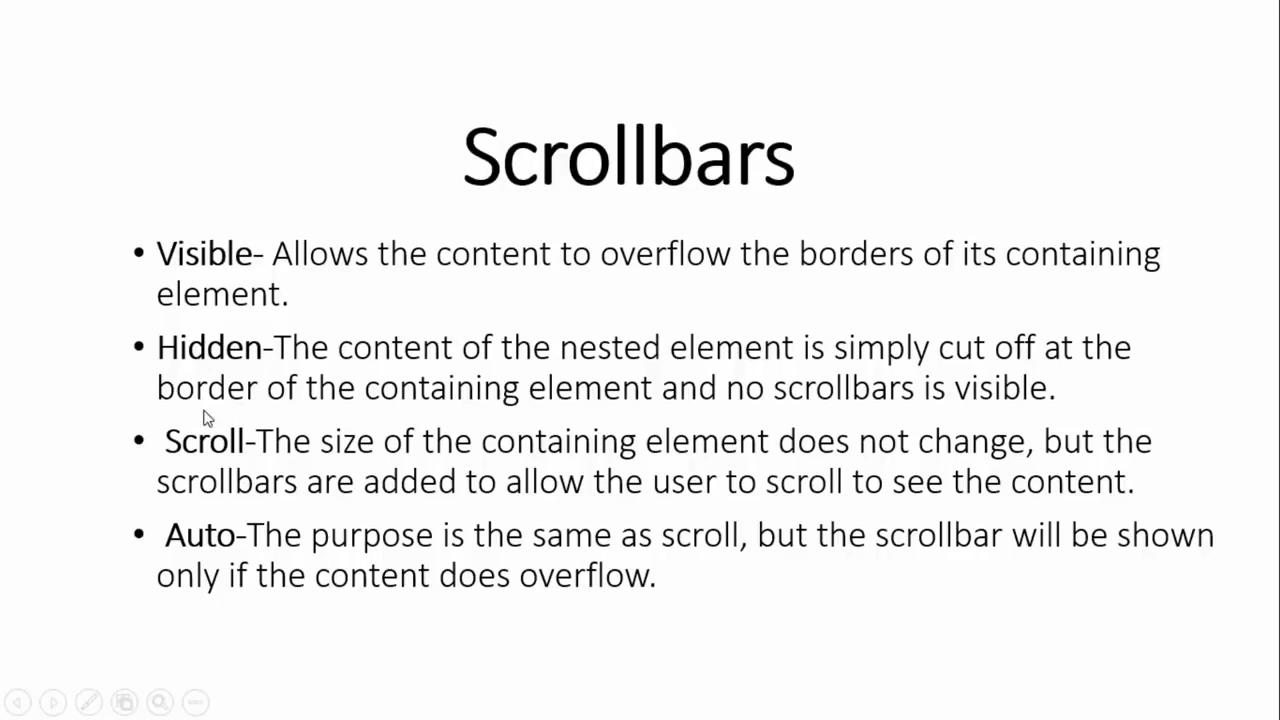 Scrollbars
• Visible- Allows the content to overflow the borders of its containing
element.
• Hidden-The content of the nested element is simply cut off at the
border of the containing element and no scrollbars is visible.
• Scroll-The size of the containing element does not change, but the
scrollbars are added to allow the user to scroll to see the content.
• Auto-The purpose is the same as scroll, but the scrollbar will be shown
only if the content does overflow.